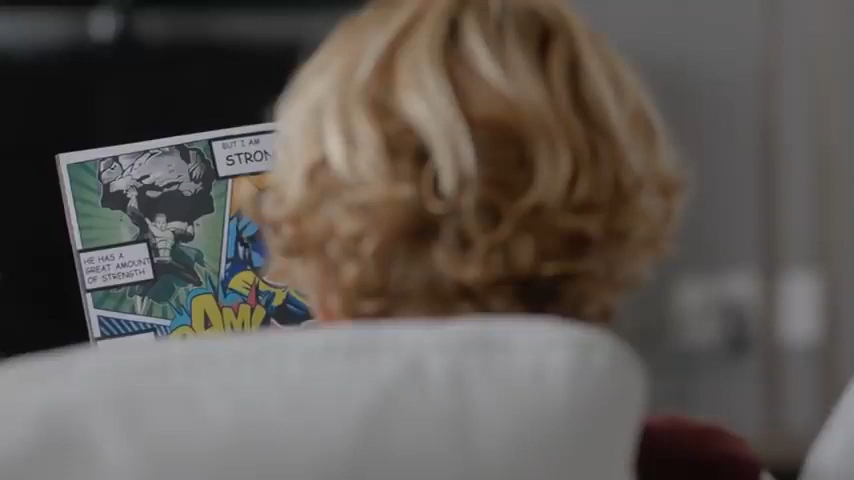 BUT I AM
STRON
HE HAS A
GREAT AMOUNT
OF STRENGTH